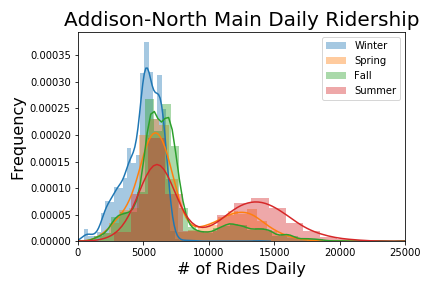 Addison-North Main Daily Ridership
Frequency
0.00035
0.00030
0.00025
0.00020
0.00015
0.00010
0.00005
0.00000
0
5000
10000
15000
20000
25000
# of Rides Daily
Winter
Spring
Fall
Summer